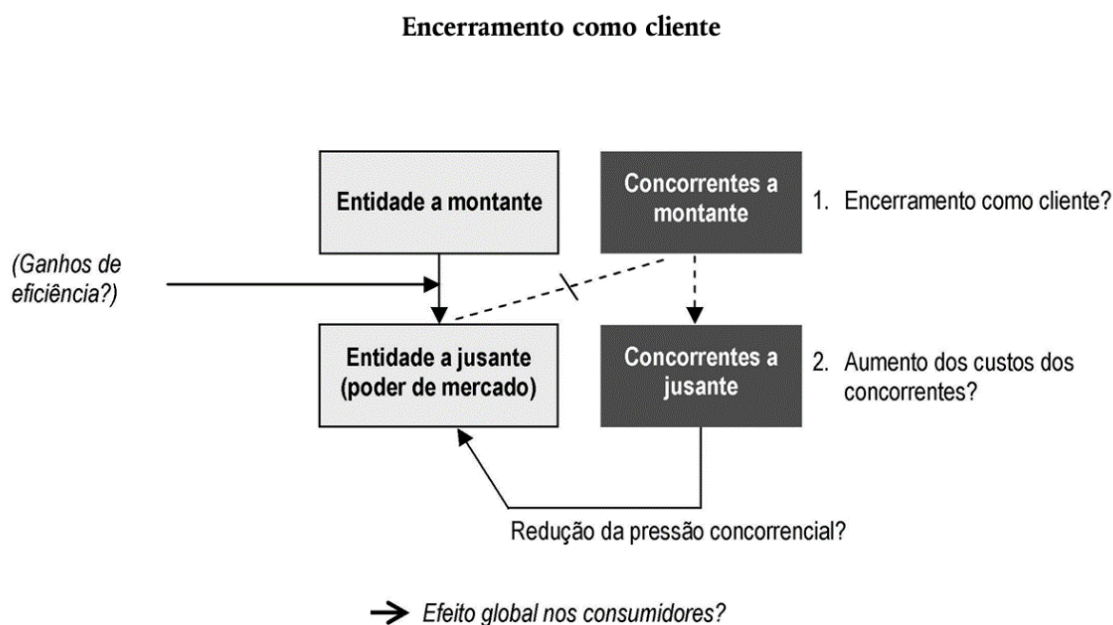 Encerramento como cliente
Entidade a montante
Concorrentes a
montante
1. Encerramento como cliente?
(Ganhos de
eficiência?)
Entidade a jusante
(poder de mercado)
Concorrentes a
jusante
2. Aumento dos custos dos
concorrentes?
Redução da pressão concorrencial?
Efeito global nos consumidores?